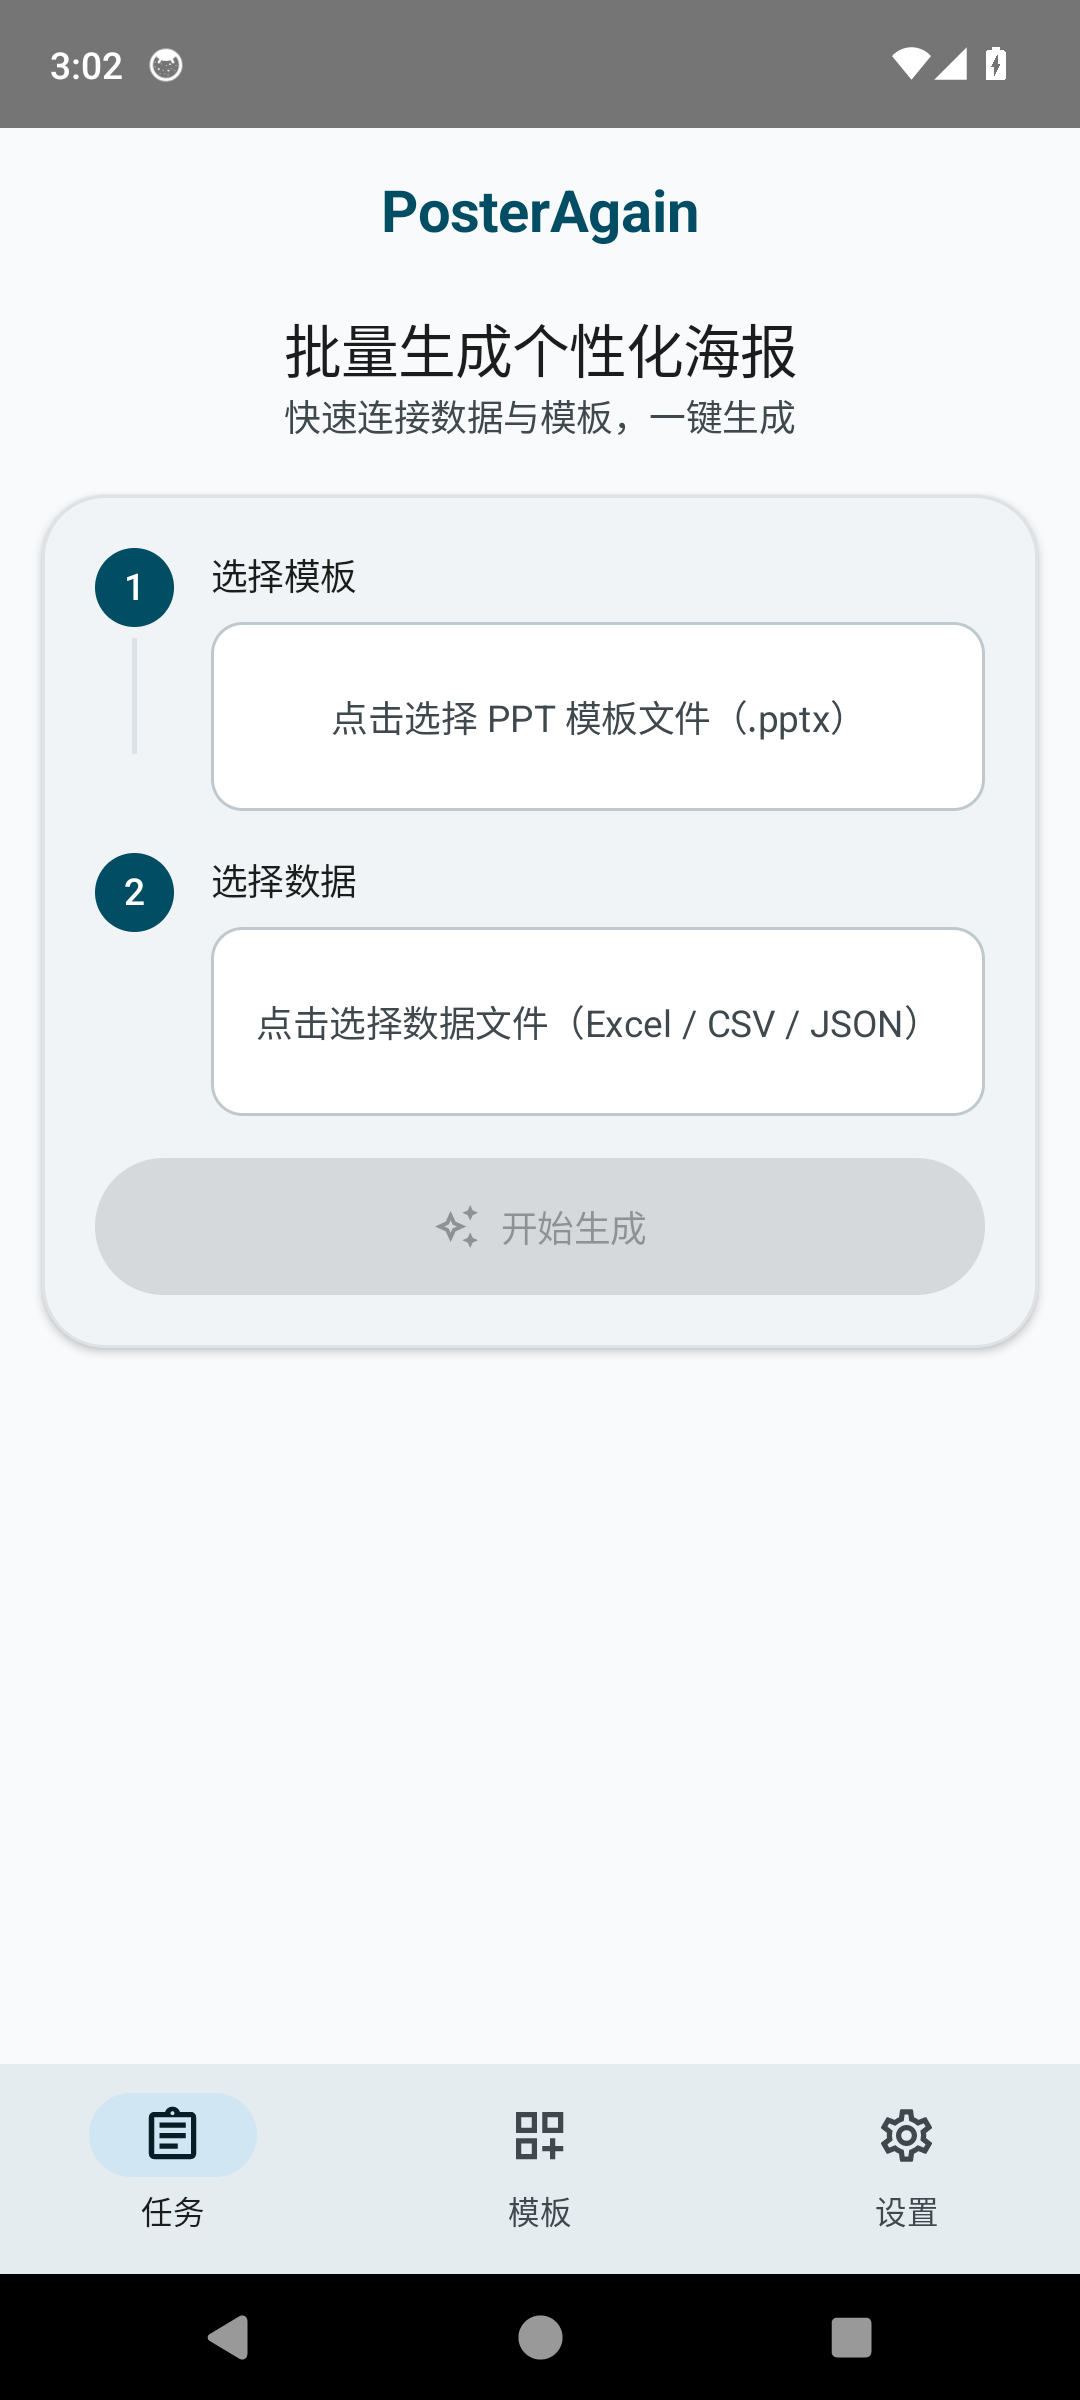 3:02
PosterAgain
批量生成个性化海报
快速连接数据与模板，一键生成
1
选择模板
点击选择 PPT 模板文件（.pptx）
2
选择数据
点击选择数据文件（Excel / CSV / JSON）
开始生成
任务
模板
设置